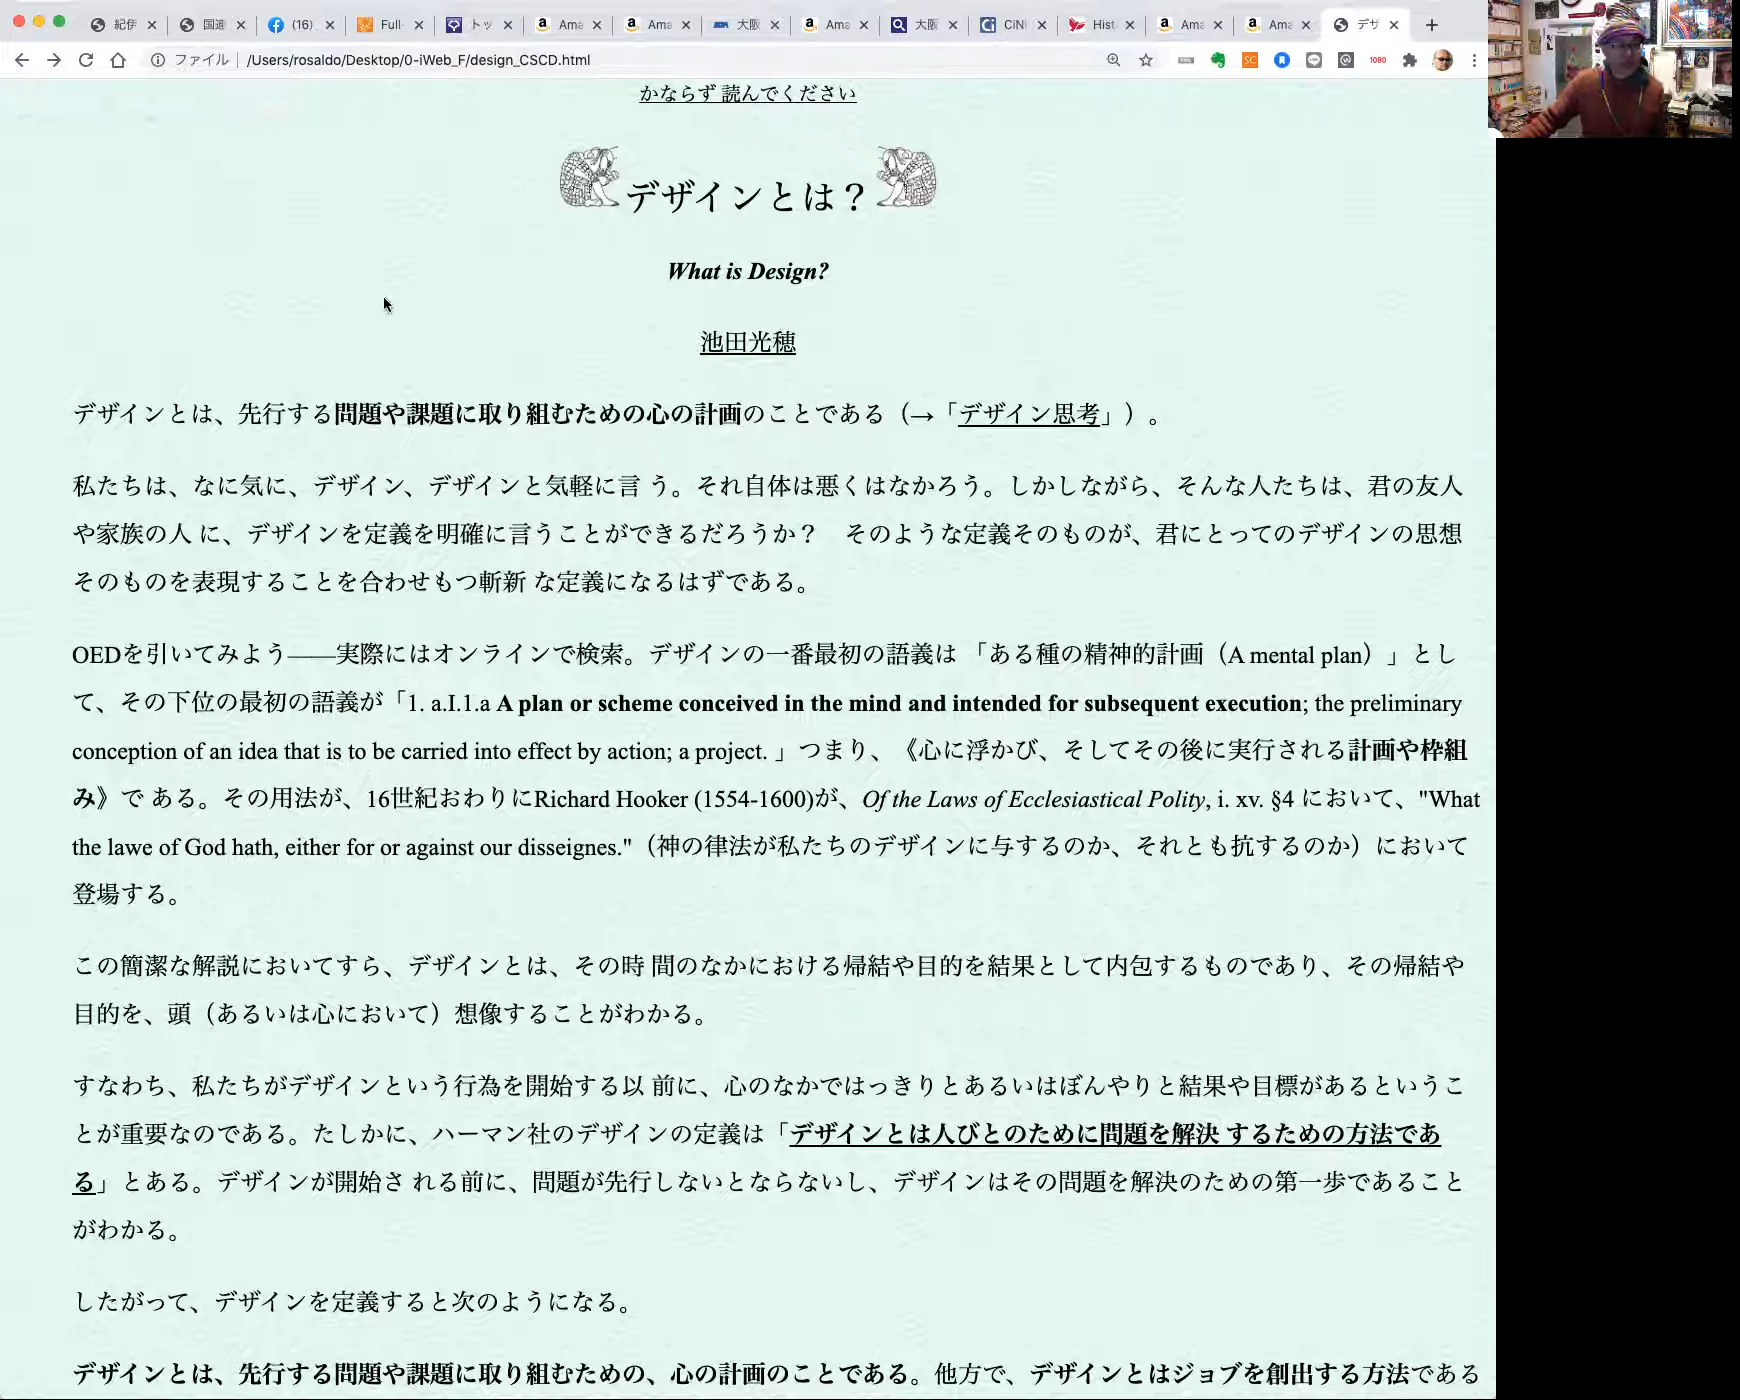 紀伊
国連
(16)
Full-
トッ
Ama
Ama
大阪
Ama
大阪
CiNi
Hist
Ama
Ama
デザ
ファイル
/Users/rosaldo/Desktop/0-iWeb_F/design_CSCD.html
SC
1080
かならず 読んでください
デザインとは？
What is Design?
池田光穂
デザインとは、先行する問題や課題に取り組むための心の計画のことである（→「デザイン思考」）。
私たちは、なに気に、デザイン、デザインと気軽に言 う。それ自体は悪くはなかろう。しかしながら、そんな人たちは、君の友人
や家族の人 に、デザインを定義を明確に言うことができるだろうか？　そのような定義そのものが、君にとってのデザインの思想
そのものを表現することを合わせもつ斬新 な定義になるはずである。
OEDを引いてみよう——実際にはオンラインで検索。デザインの一番最初の語義は 「ある種の精神的計画（A mental plan）」とし
て、その下位の最初の語義が「1. a.I.1.a A plan or scheme conceived in the mind and intended for subsequent execution; the preliminary
conception of an idea that is to be carried into effect by action; a project. 」つまり、《心に浮かび、そしてその後に実行される計画や枠組
み》で ある。その用法が、16世紀おわりにRichard Hooker (1554-1600)が、Of the Laws of Ecclesiastical Polity, i. xv. §4 において、"What
the lawe of God hath, either for or against our disseignes."（神の律法が私たちのデザインに与するのか、それとも抗するのか）において
登場する。
この簡潔な解説においてすら、デザインとは、その時 間のなかにおける帰結や目的を結果として内包するものであり、その帰結や
目的を、頭（あるいは心において）想像することがわかる。
すなわち、私たちがデザインという行為を開始する以 前に、心のなかではっきりとあるいはぼんやりと結果や目標があるというこ
とが重要なのである。たしかに、ハーマン社のデザインの定義は「デザインとは人びとのために問題を解決 するための方法であ
る」とある。デザインが開始さ れる前に、問題が先行しないとならないし、デザインはその問題を解決のための第一歩であること
がわかる。
したがって、デザインを定義すると次のようになる。
デザインとは、先行する問題や課題に取り組むための、心の計画のことである。他方で、デザインとはジョブを創出する方法である